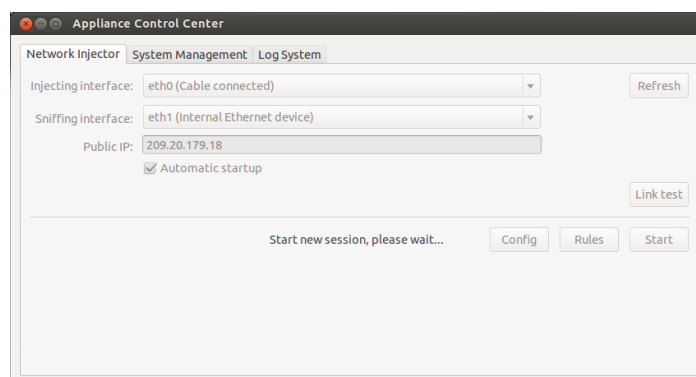 Appliance Control Center
Network Injector System Management Log System
Injecting interface: eth0 (Cable connected) Refresh
Sniffing interface: eth1 (Internal Ethernet device)
Public IP: 209.20.179.18
Automatic startup
Link test
Start new session, please wait... Config Rules Start